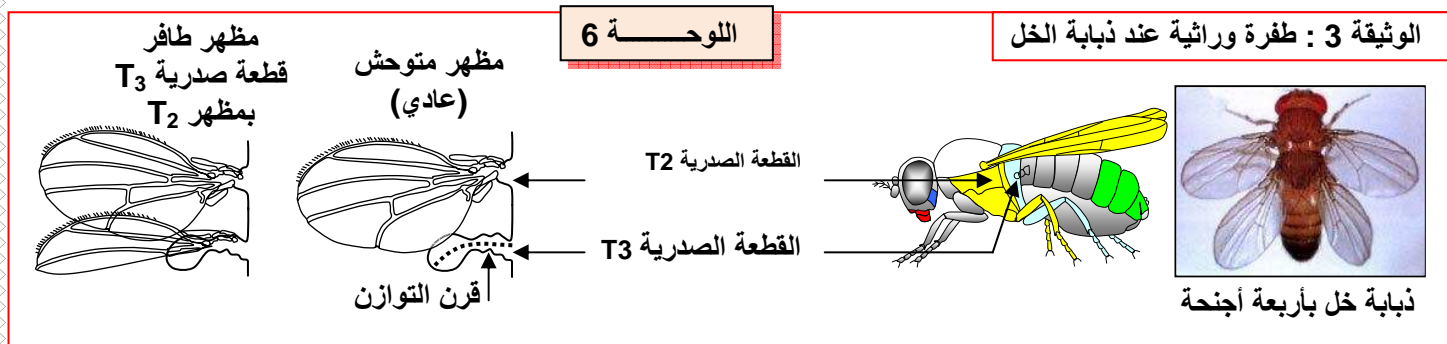 الوثيقة 3 : طفرة وراثية عند ذبابة الخل
اللوحـــــــــة 6
مظهر طافر
قطعة صدرية T3
بمظهر T2
مظهر متوحش
(عادي)
القطعة الصدرية T2
القطعة الصدرية T3
قرن التوازن
ذبابة خل بأربعة أجنحة